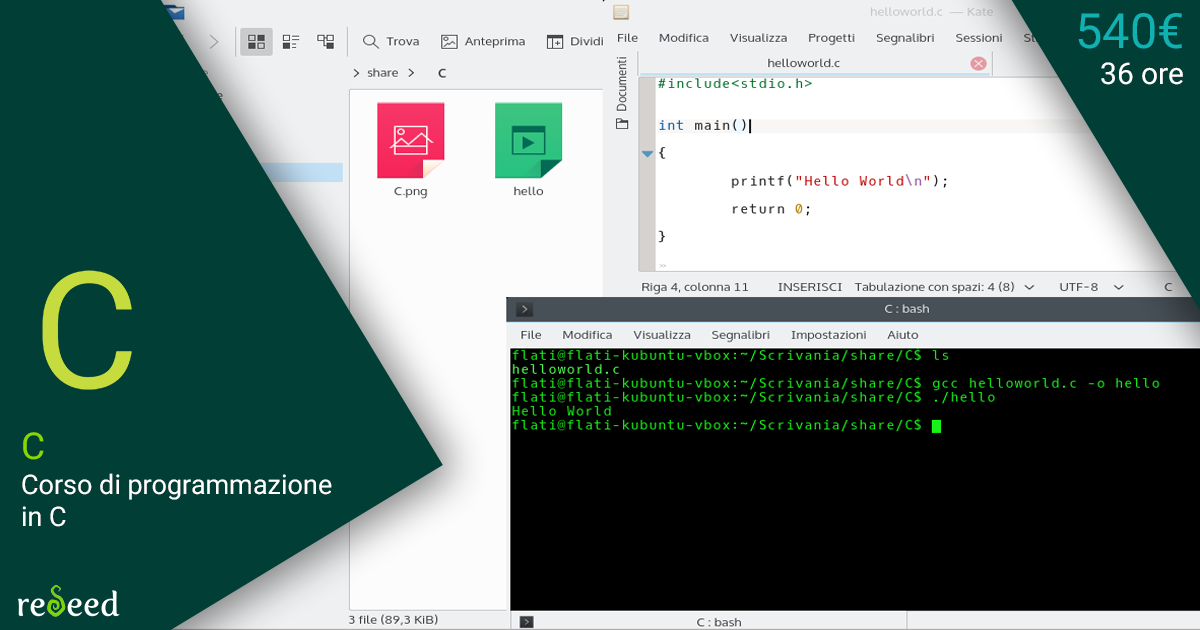 540€
36 ore
C
C
Corso di programmazione
in C
reseed
Trova
Anteprima
Dividi
share
C
C.png
hello
3 file (89,3 KiB)
helloworld.c — Kate
File Modifica Visualizza Progetti Segnalibri Sessioni
helloworld.c
Documenti
#include<stdio.h>
int main()
{
printf("Hello World\n");
return 0;
}
Riga 4, colonna 11 INSERISCI Tabulazione con spazi: 4 (8) UTF-8 C
C : bash
File Modifica Visualizza Segnalibri Impostazioni Aiuto
flati@flati-kubuntu-vbox:~/Scrivania/share/C$ ls
helloworld.c
flati@flati-kubuntu-vbox:~/Scrivania/share/C$ gcc helloworld.c -o hello
flati@flati-kubuntu-vbox:~/Scrivania/share/C$ ./hello
Hello World
flati@flati-kubuntu-vbox:~/Scrivania/share/C$
C : bash